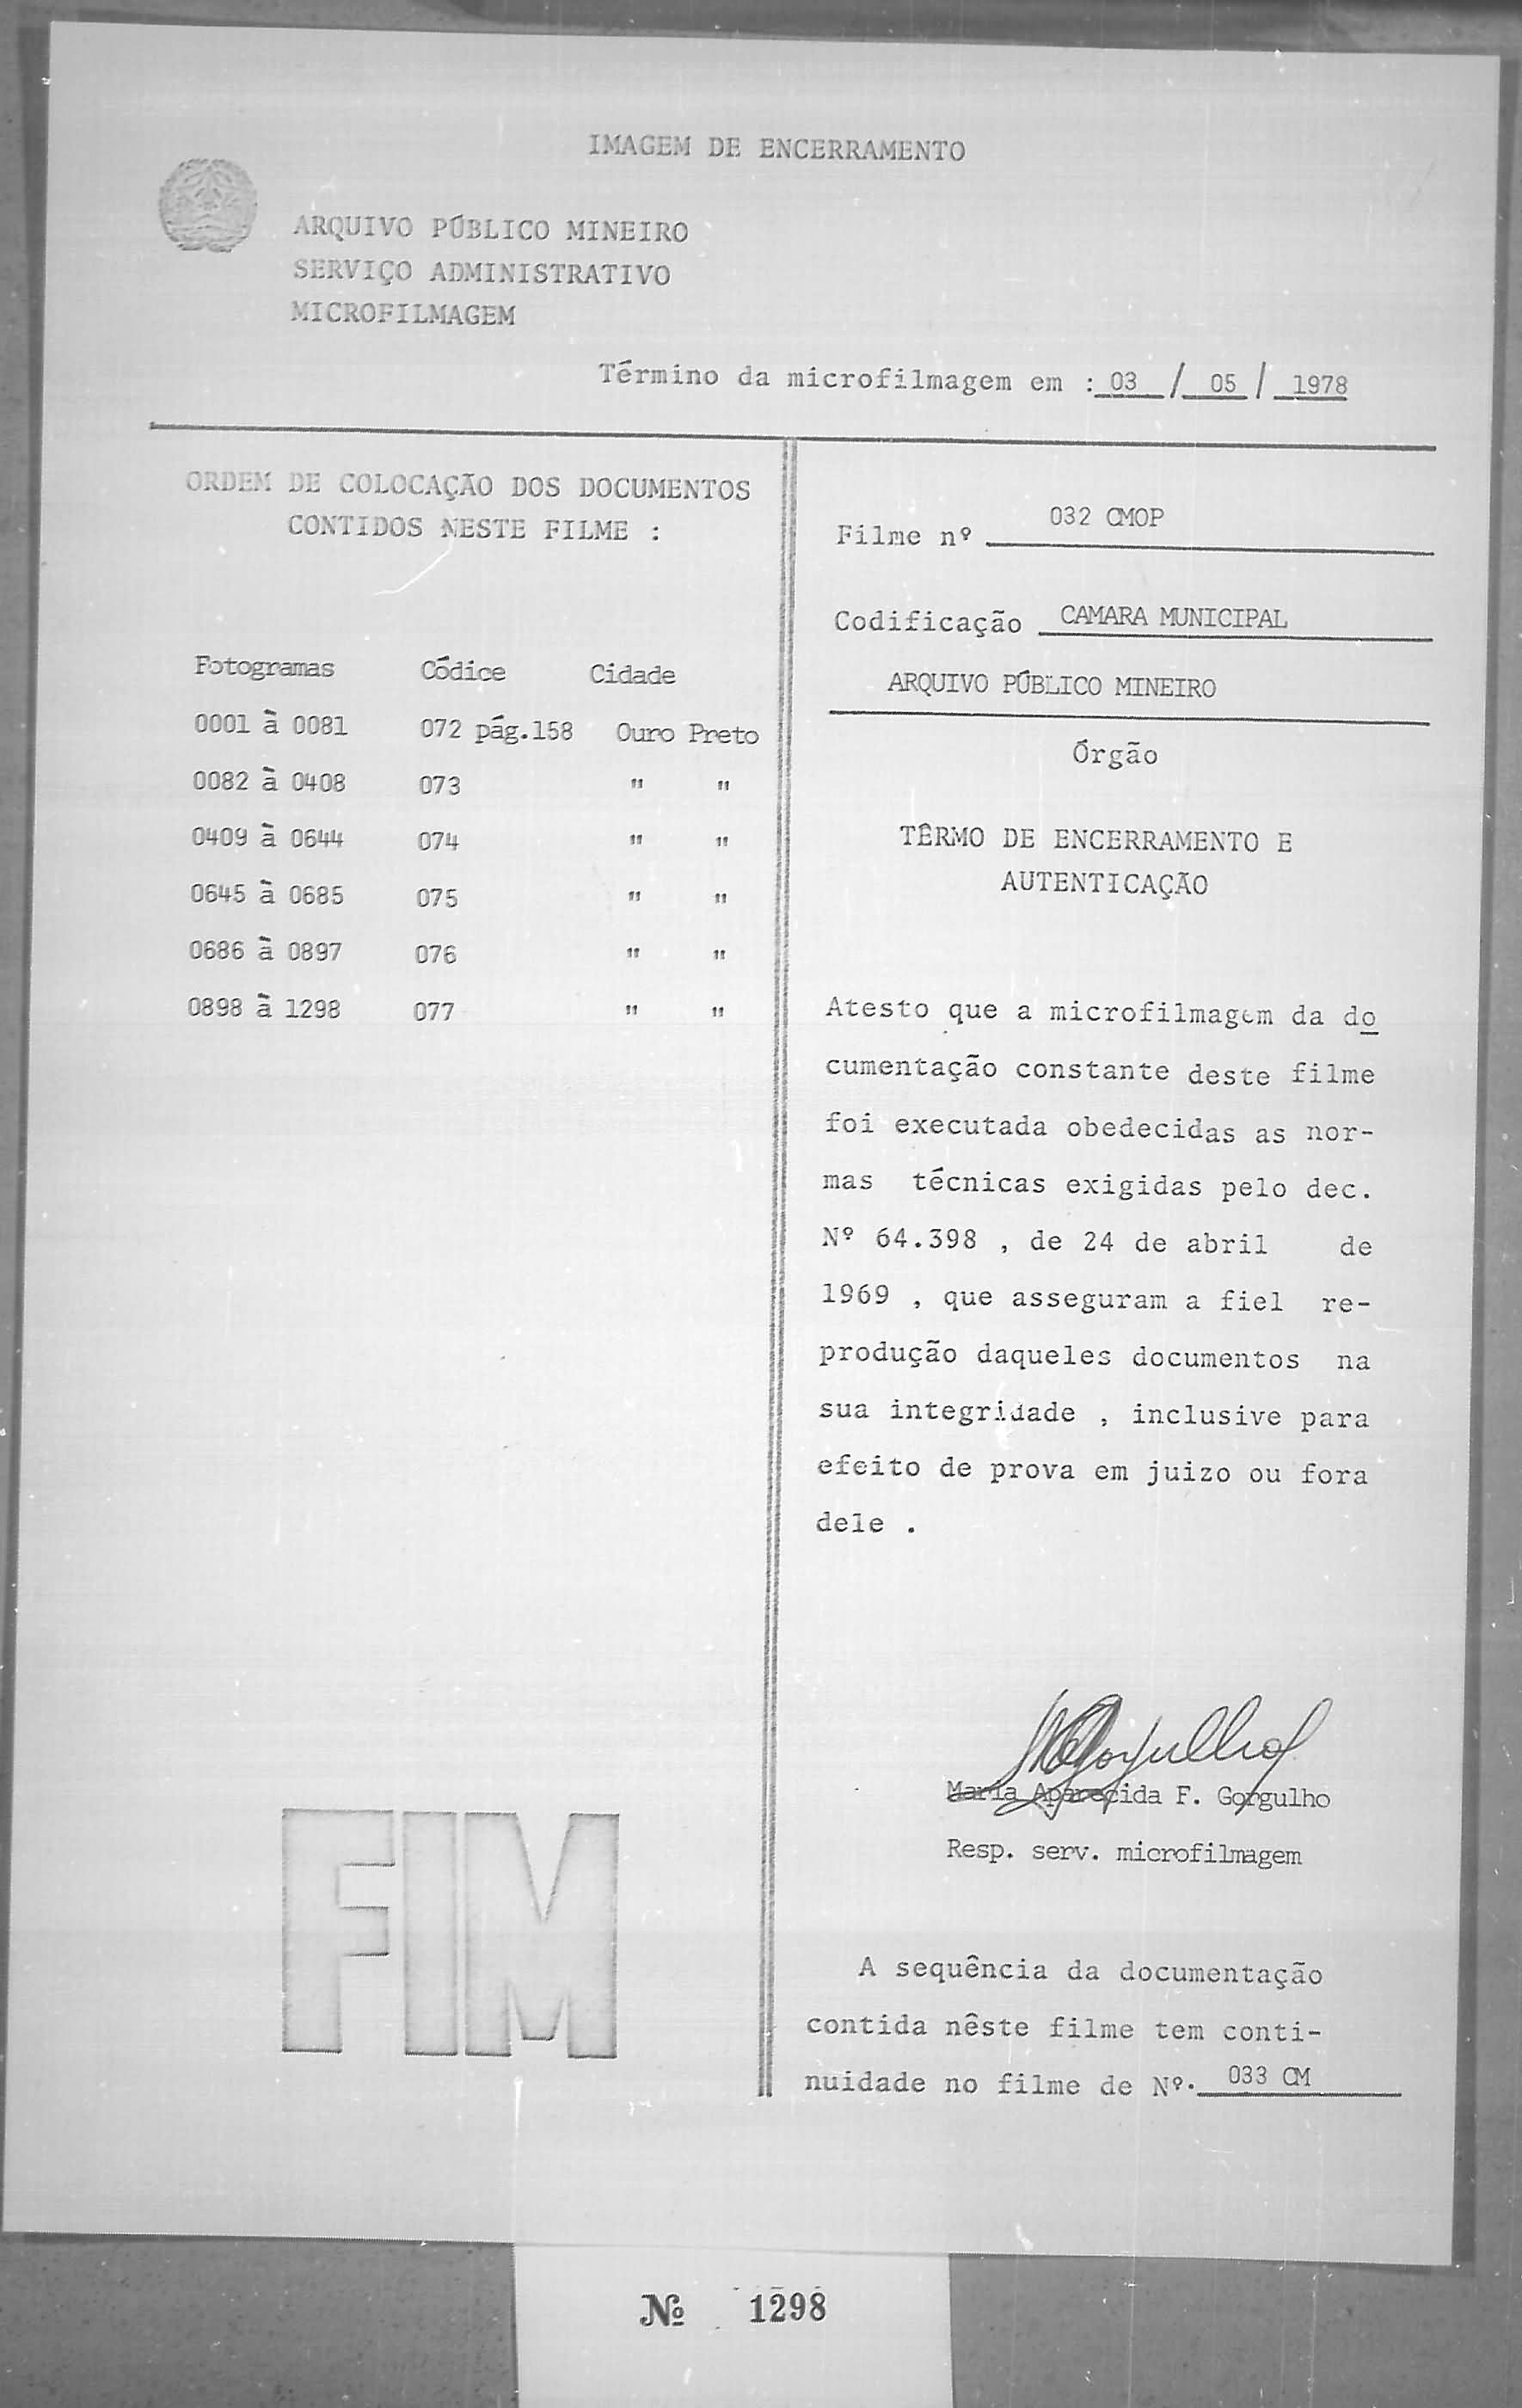 IMAGEM DE ENCERRAMENTO
ARQUIVO PÚBLICO MINEIRO
SERVIÇO ADMINISTRATIVO
MICROFILMAGEM
Término da microfilmagem em : 03 / 05 / 1978
ORDEM DE COLOCAÇÃO DOS DOCUMENTOS
CONTIDOS NESTE FILME :
Fotogramas Códice Cidade
0001 à 0081 072 pág.158 Ouro Preto
0082 à 0408 073 " "
0409 à 0644 074 " "
0645 à 0685 075 " "
0686 à 0897 076 " "
0898 à 1298 077 " "
FIM
Filme nº 032 CMOP
Codificação CAMARA MUNICIPAL
ARQUIVO PÚBLICO MINEIRO
Órgão
TÊRMO DE ENCERRAMENTO E
AUTENTICAÇÃO
Atesto que a microfilmagem da do
cumentação constante deste filme
foi executada obedecidas as nor-
mas técnicas exigidas pelo dec.
Nº 64.398 , de 24 de abril de
1969 , que asseguram a fiel re-
produção daqueles documentos na
sua integridade , inclusive para
efeito de prova em juizo ou fora
dele .
Maria Aparecida F. Gorgulho
Resp. serv. microfilmagem
A sequência da documentação
contida nêste filme tem conti-
nuidade no filme de Nº. 033 CM
Nº 1298